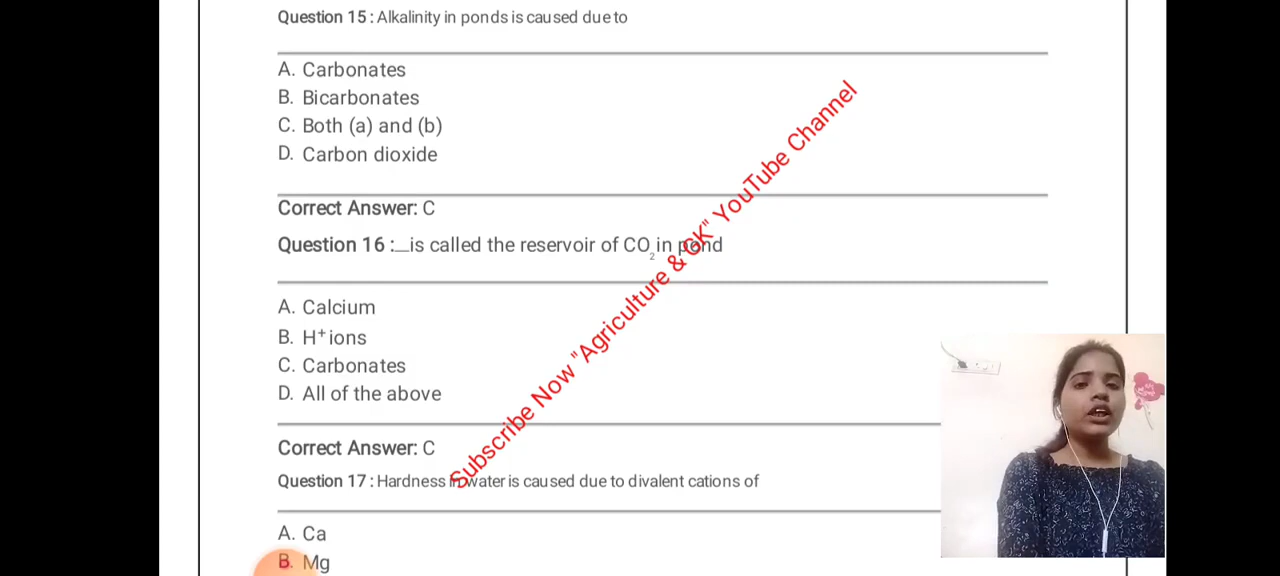 Question 15 : Alkalinity in ponds is caused due to
A. Carbonates
B. Bicarbonates
C. Both (a) and (b)
D. Carbon dioxide
Correct Answer: C
Question 16 :_is called the reservoir of CO₂ in pond
A. Calcium
B. H⁺ ions
C. Carbonates
D. All of the above
Correct Answer: C
Question 17 : Hardness in water is caused due to divalent cations of
A. Ca
B. Mg
Subscribe Now "Agriculture & GK" YouTube Channel